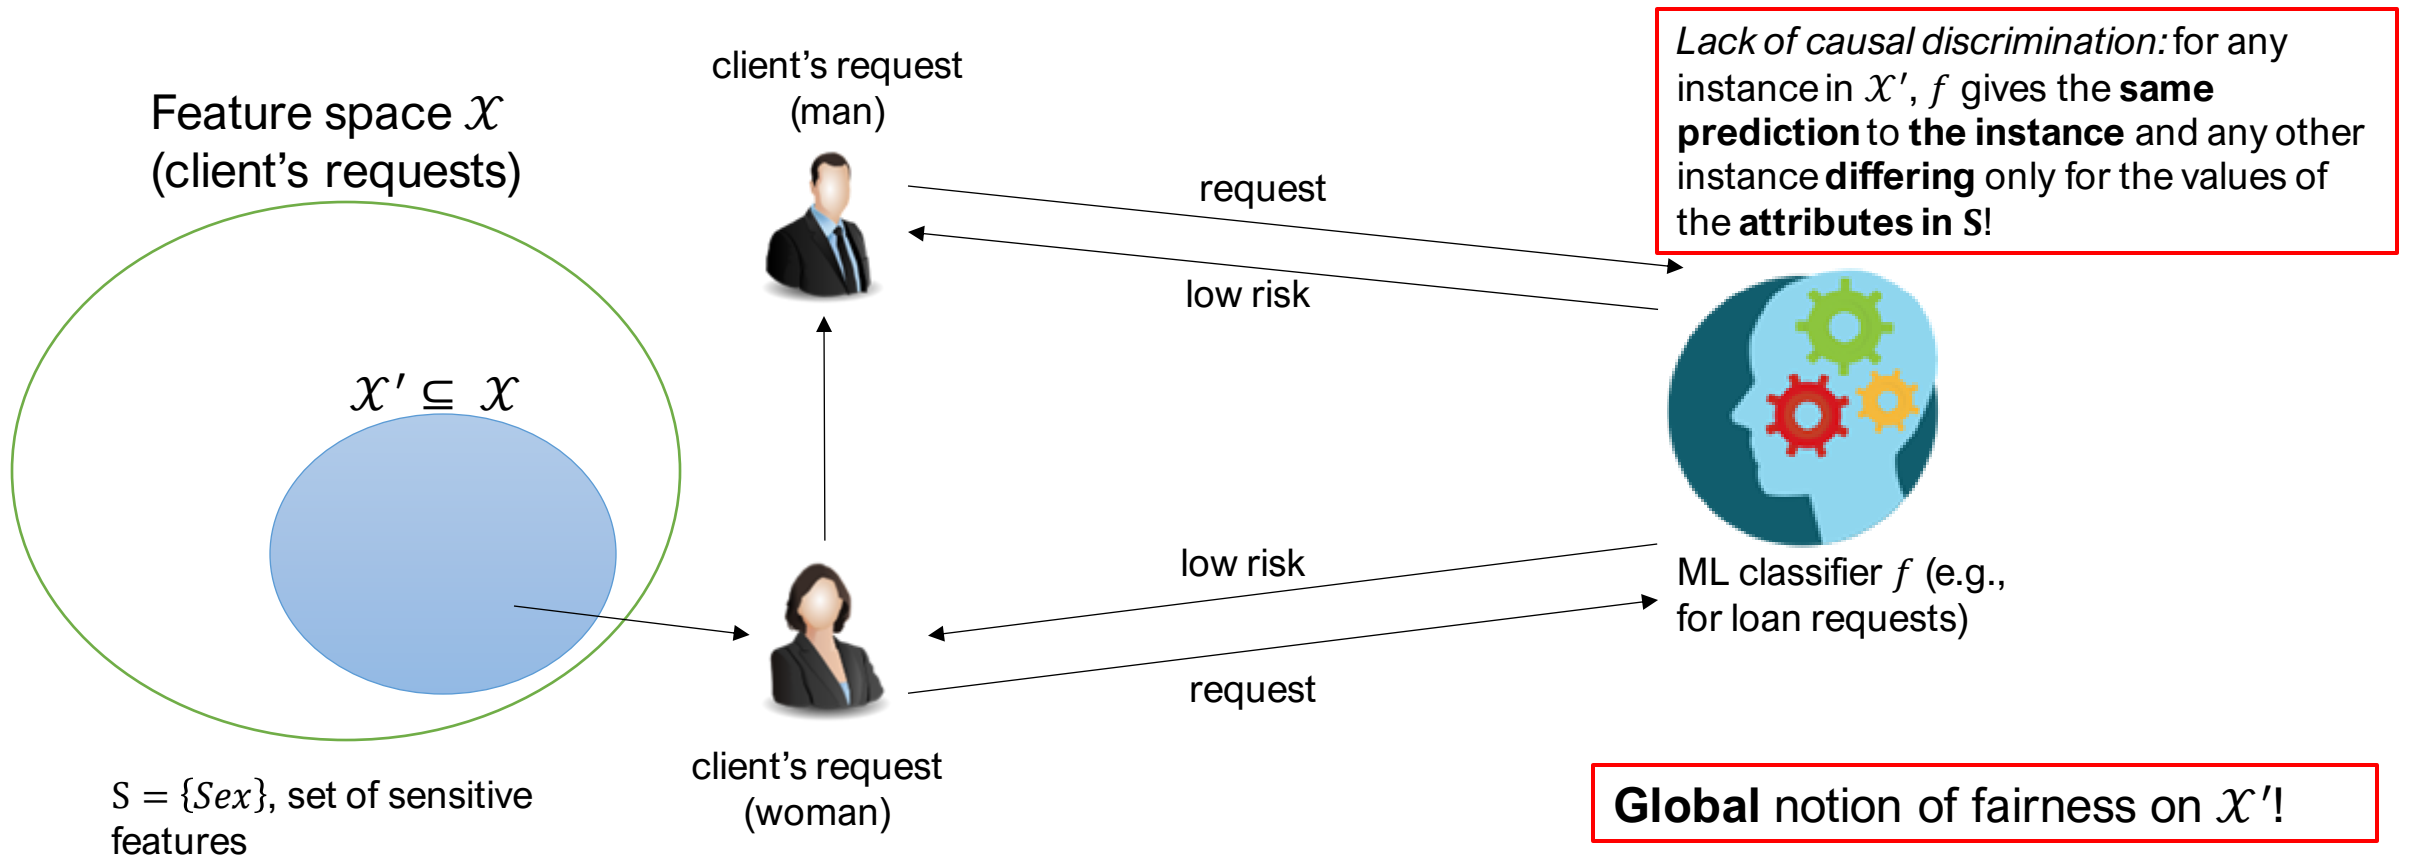 Feature space 𝒳
(client's requests)
𝒳′ ⊆ 𝒳
S = {Sex}, set of sensitive
features
client's request
(man)
request
low risk
low risk
request
client's request
(woman)
Lack of causal discrimination: for any
instance in 𝒳′, f gives the same
prediction to the instance and any other
instance differing only for the values of
the attributes in S!
ML classifier f (e.g.,
for loan requests)
Global notion of fairness on 𝒳′!